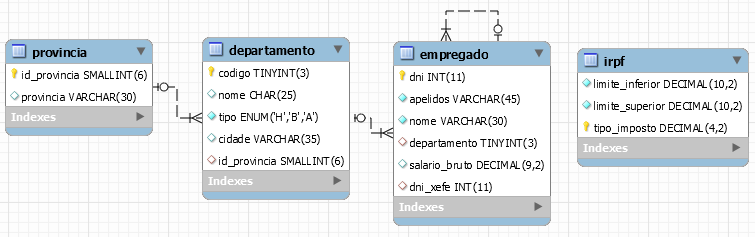 provincia
id_provincia SMALLINT(6)
provincia VARCHAR(30)
Indexes
departamento
codigo TINYINT(3)
nome CHAR(25)
tipo ENUM('H','B','A')
cidade VARCHAR(35)
id_provincia SMALLINT(6)
Indexes
empregado
dni INT(11)
apelidos VARCHAR(45)
nome VARCHAR(30)
departamento TINYINT(3)
salario_bruto DECIMAL(9,2)
dni_xefe INT(11)
Indexes
irpf
limite_inferior DECIMAL(10,2)
limite_superior DECIMAL(10,2)
tipo_imposto DECIMAL(4,2)
Indexes